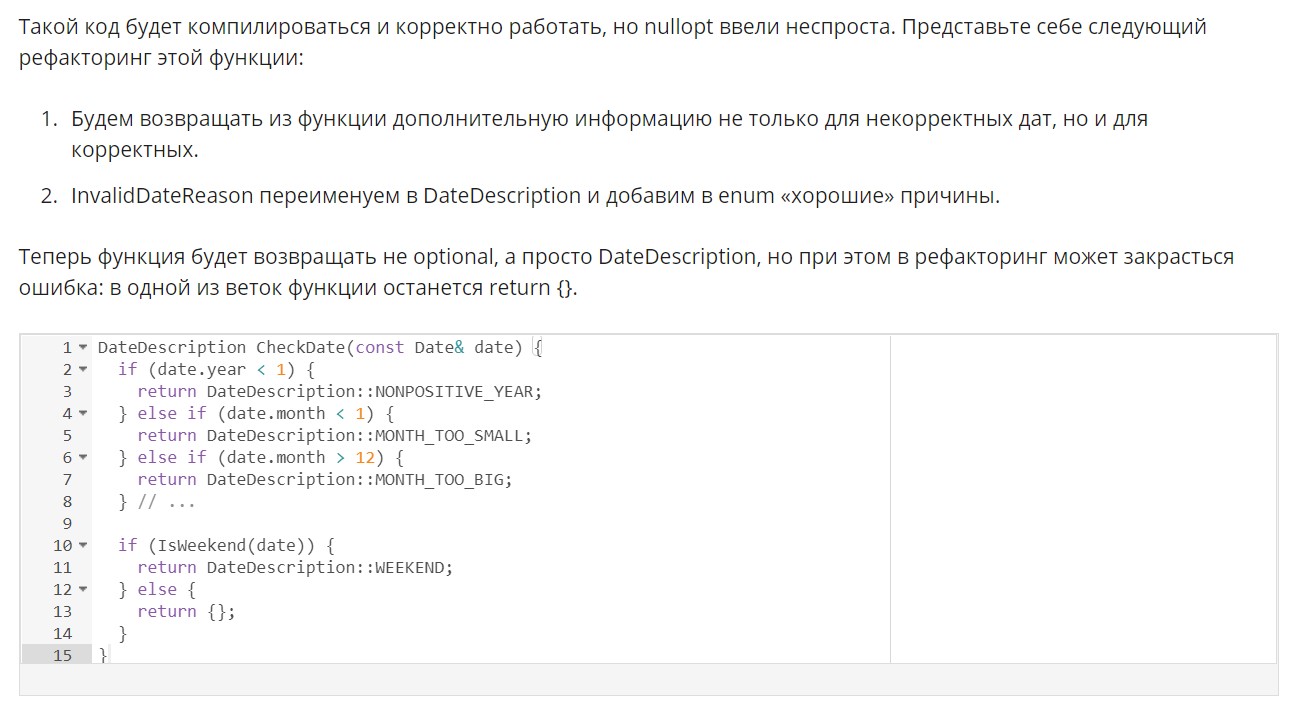 Такой код будет компилироваться и корректно работать, но nullopt ввели неспроста. Представьте себе следующий
рефакторинг этой функции:
1. Будем возвращать из функции дополнительную информацию не только для некорректных дат, но и для
корректных.
2. InvalidDateReason переименуем в DateDescription и добавим в enum «хорошие» причины.
Теперь функция будет возвращать не optional, а просто DateDescription, но при этом в рефакторинг может закрасться
ошибка: в одной из веток функции останется return {}.
1 DateDescription CheckDate(const Date& date) {
2   if (date.year < 1) {
3     return DateDescription::NONPOSITIVE_YEAR;
4   } else if (date.month < 1) {
5     return DateDescription::MONTH_TOO_SMALL;
6   } else if (date.month > 12) {
7     return DateDescription::MONTH_TOO_BIG;
8   } // ...
9
10   if (IsWeekend(date)) {
11     return DateDescription::WEEKEND;
12   } else {
13     return {};
14   }
15 }